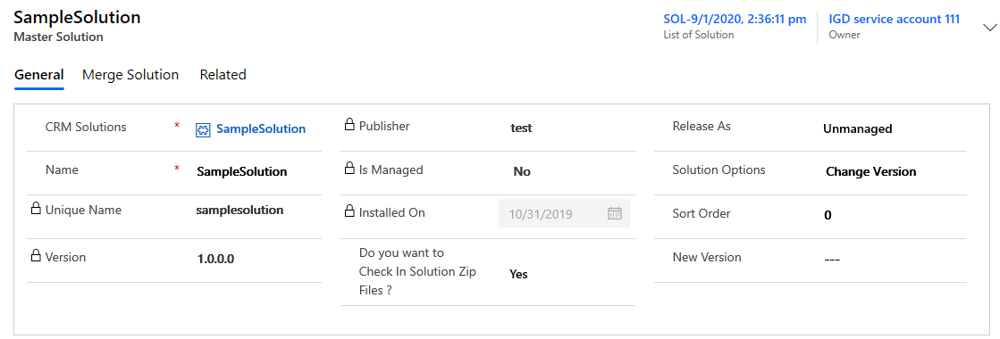 SampleSolution
Master Solution
SOL-9/1/2020, 2:36:11 pm
List of Solution
IGD service account 111
Owner
General Merge Solution Related
CRM Solutions * SampleSolution
Name * SampleSolution
Unique Name samplesolution
Version 1.0.0.0
Publisher test
Is Managed No
Installed On 10/31/2019
Do you want to
Check In Solution Zip
Files ? Yes
Release As Unmanaged
Solution Options Change Version
Sort Order 0
New Version ---